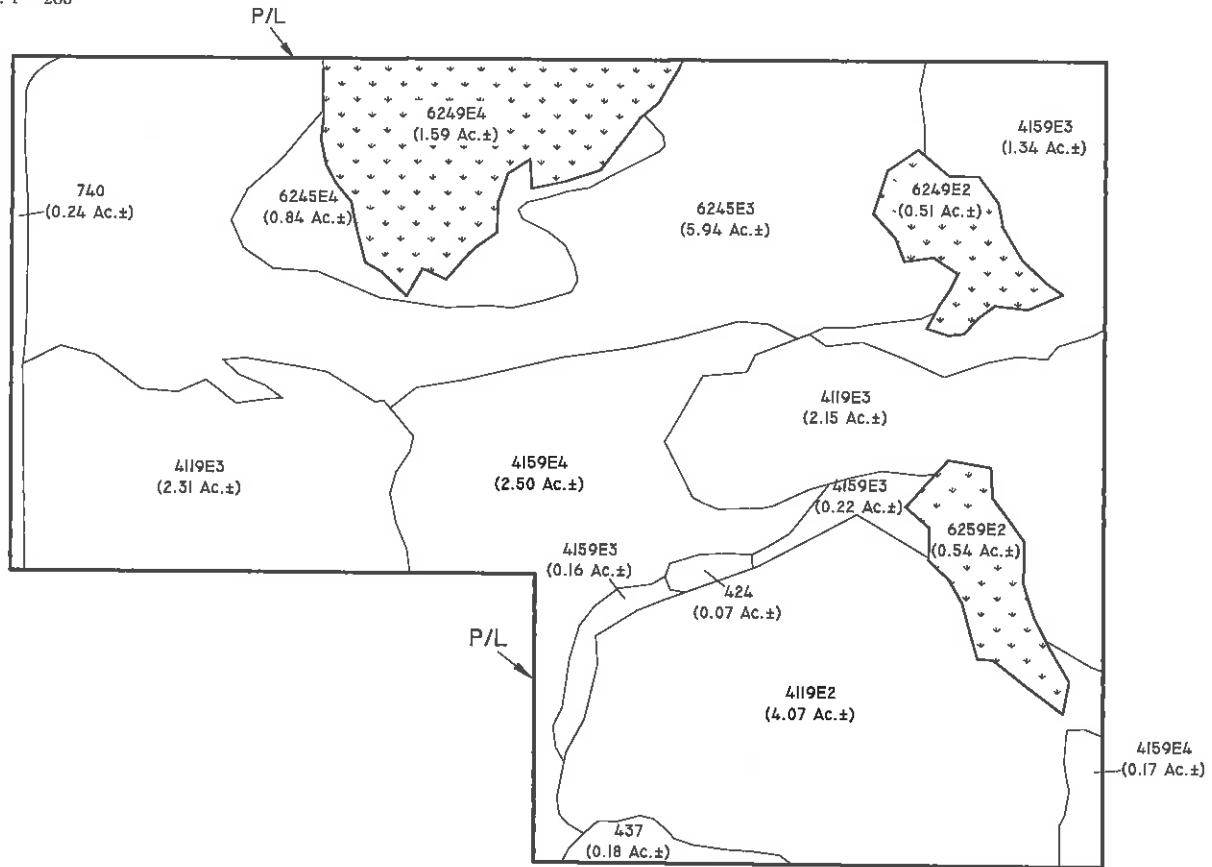 P/L
6249E4
(1.59 Ac.±)
4159E3
(1.34 Ac.±)
740
(0.24 Ac.±)
6245E4
(0.84 Ac.±)
6245E3
(5.94 Ac.±)
6249E2
(0.51 Ac.±)
4119E3
(2.15 Ac.±)
4119E3
(2.31 Ac.±)
4159E4
(2.50 Ac.±)
4159E3
(0.22 Ac.±)
6259E2
(0.54 Ac.±)
4159E3
(0.16 Ac.±)
424
(0.07 Ac.±)
P/L
4119E2
(4.07 Ac.±)
4159E4
(0.17 Ac.±)
437
(0.18 Ac.±)